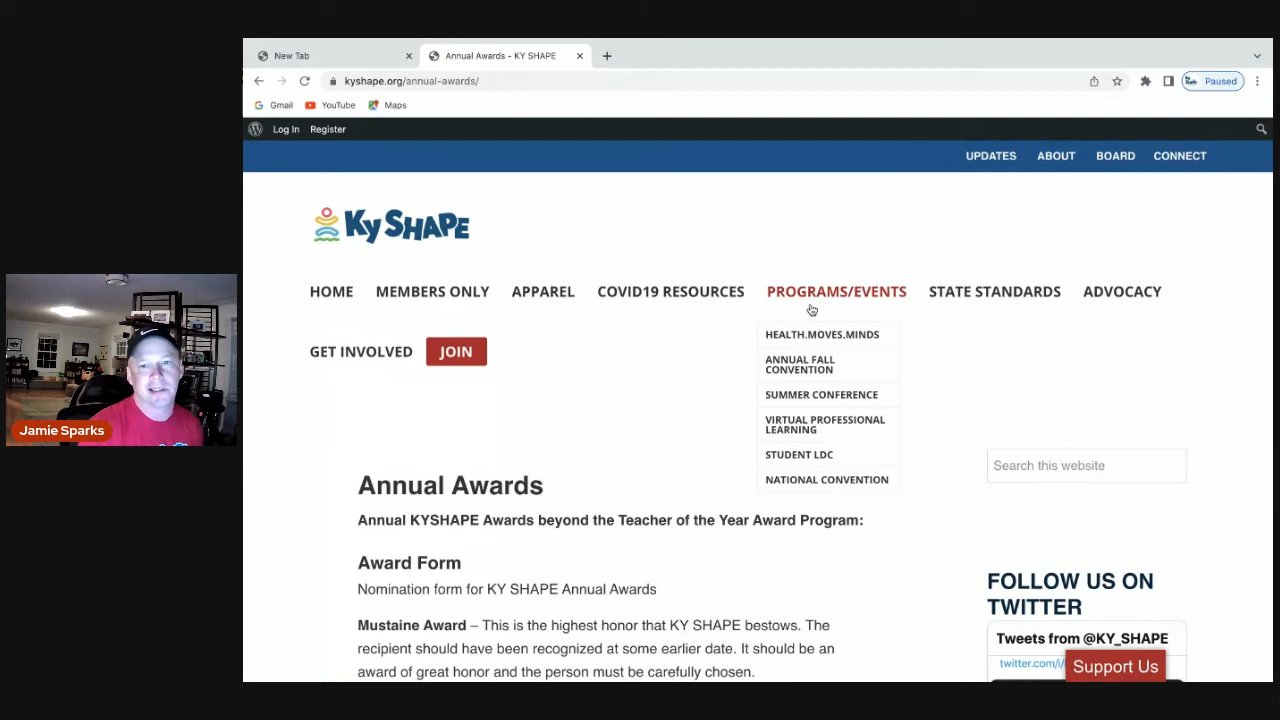 New Tab
Annual Awards - KY SHAPE
kyshape.org/annual-awards/
Paused
Gmail
YouTube
Maps
Log In
Register
UPDATES
ABOUT
BOARD
CONNECT
Ky SHAPE
HOME
MEMBERS ONLY
APPAREL
COVID19 RESOURCES
PROGRAMS/EVENTS
STATE STANDARDS
ADVOCACY
HEALTH.MOVES.MINDS
ANNUAL FALL
CONVENTION
SUMMER CONFERENCE
VIRTUAL PROFESSIONAL
LEARNING
STUDENT LDC
NATIONAL CONVENTION
GET INVOLVED
JOIN
Jamie Sparks
Search this website
Annual Awards
Annual KYSHAPE Awards beyond the Teacher of the Year Award Program:
Award Form
Nomination form for KY SHAPE Annual Awards
Mustaine Award – This is the highest honor that KY SHAPE bestows. The
recipient should have been recognized at some earlier date. It should be an
award of great honor and the person must be carefully chosen.
FOLLOW US ON
TWITTER
Tweets from @KY_SHAPE
twitter.com/i/
Support Us